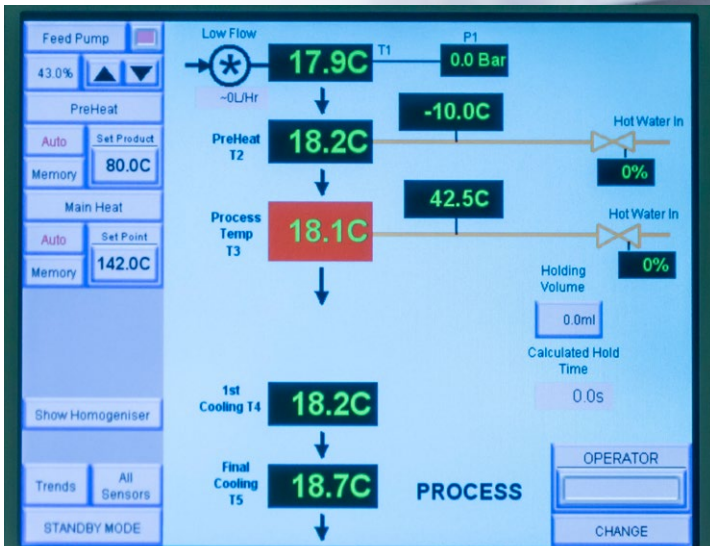 Feed Pump
43.0%
PreHeat
Auto
Set Product
80.0C
Memory
Main Heat
Auto
Set Point
142.0C
Memory
Show Homogeniser
Trends
All
Sensors
STANDBY MODE
Low Flow
~0L/Hr
17.9C
T1
P1
0.0 Bar
PreHeat
T2
18.2C
-10.0C
Hot Water In
0%
Process
Temp
T3
18.1C
42.5C
Hot Water In
0%
Holding
Volume
0.0ml
Calculated Hold
Time
0.0s
1st
Cooling T4
18.2C
Final
Cooling
T5
18.7C
PROCESS
OPERATOR
CHANGE